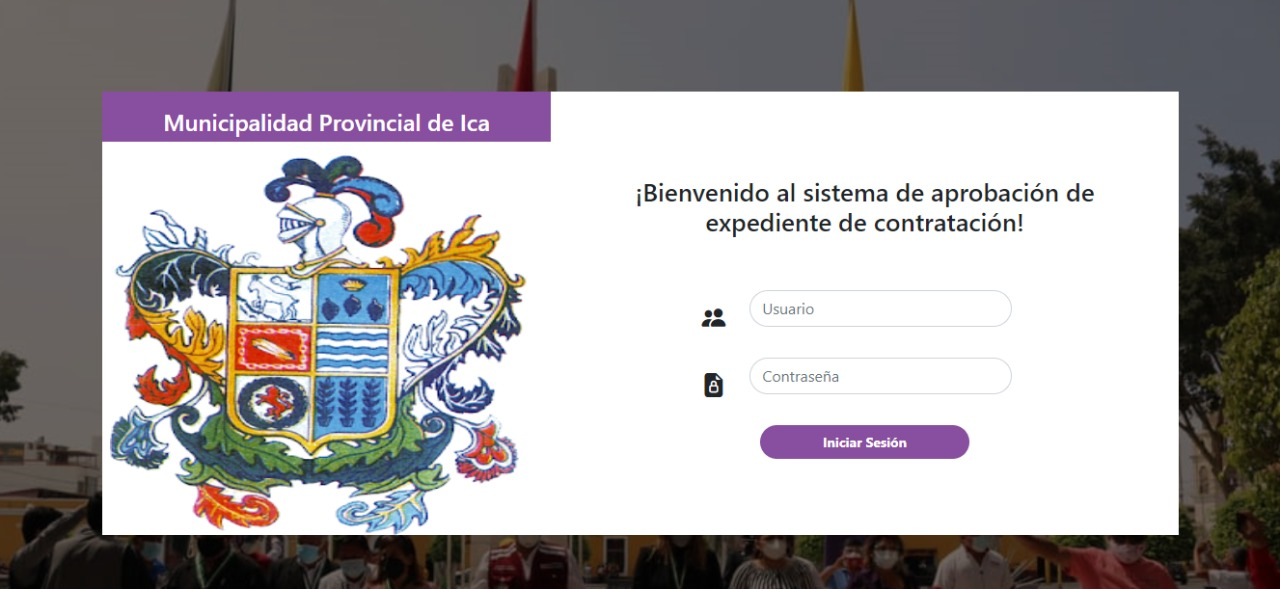 Municipalidad Provincial de Ica
¡Bienvenido al sistema de aprobación de
expediente de contratación!
Usuario
Contraseña
Iniciar Sesión